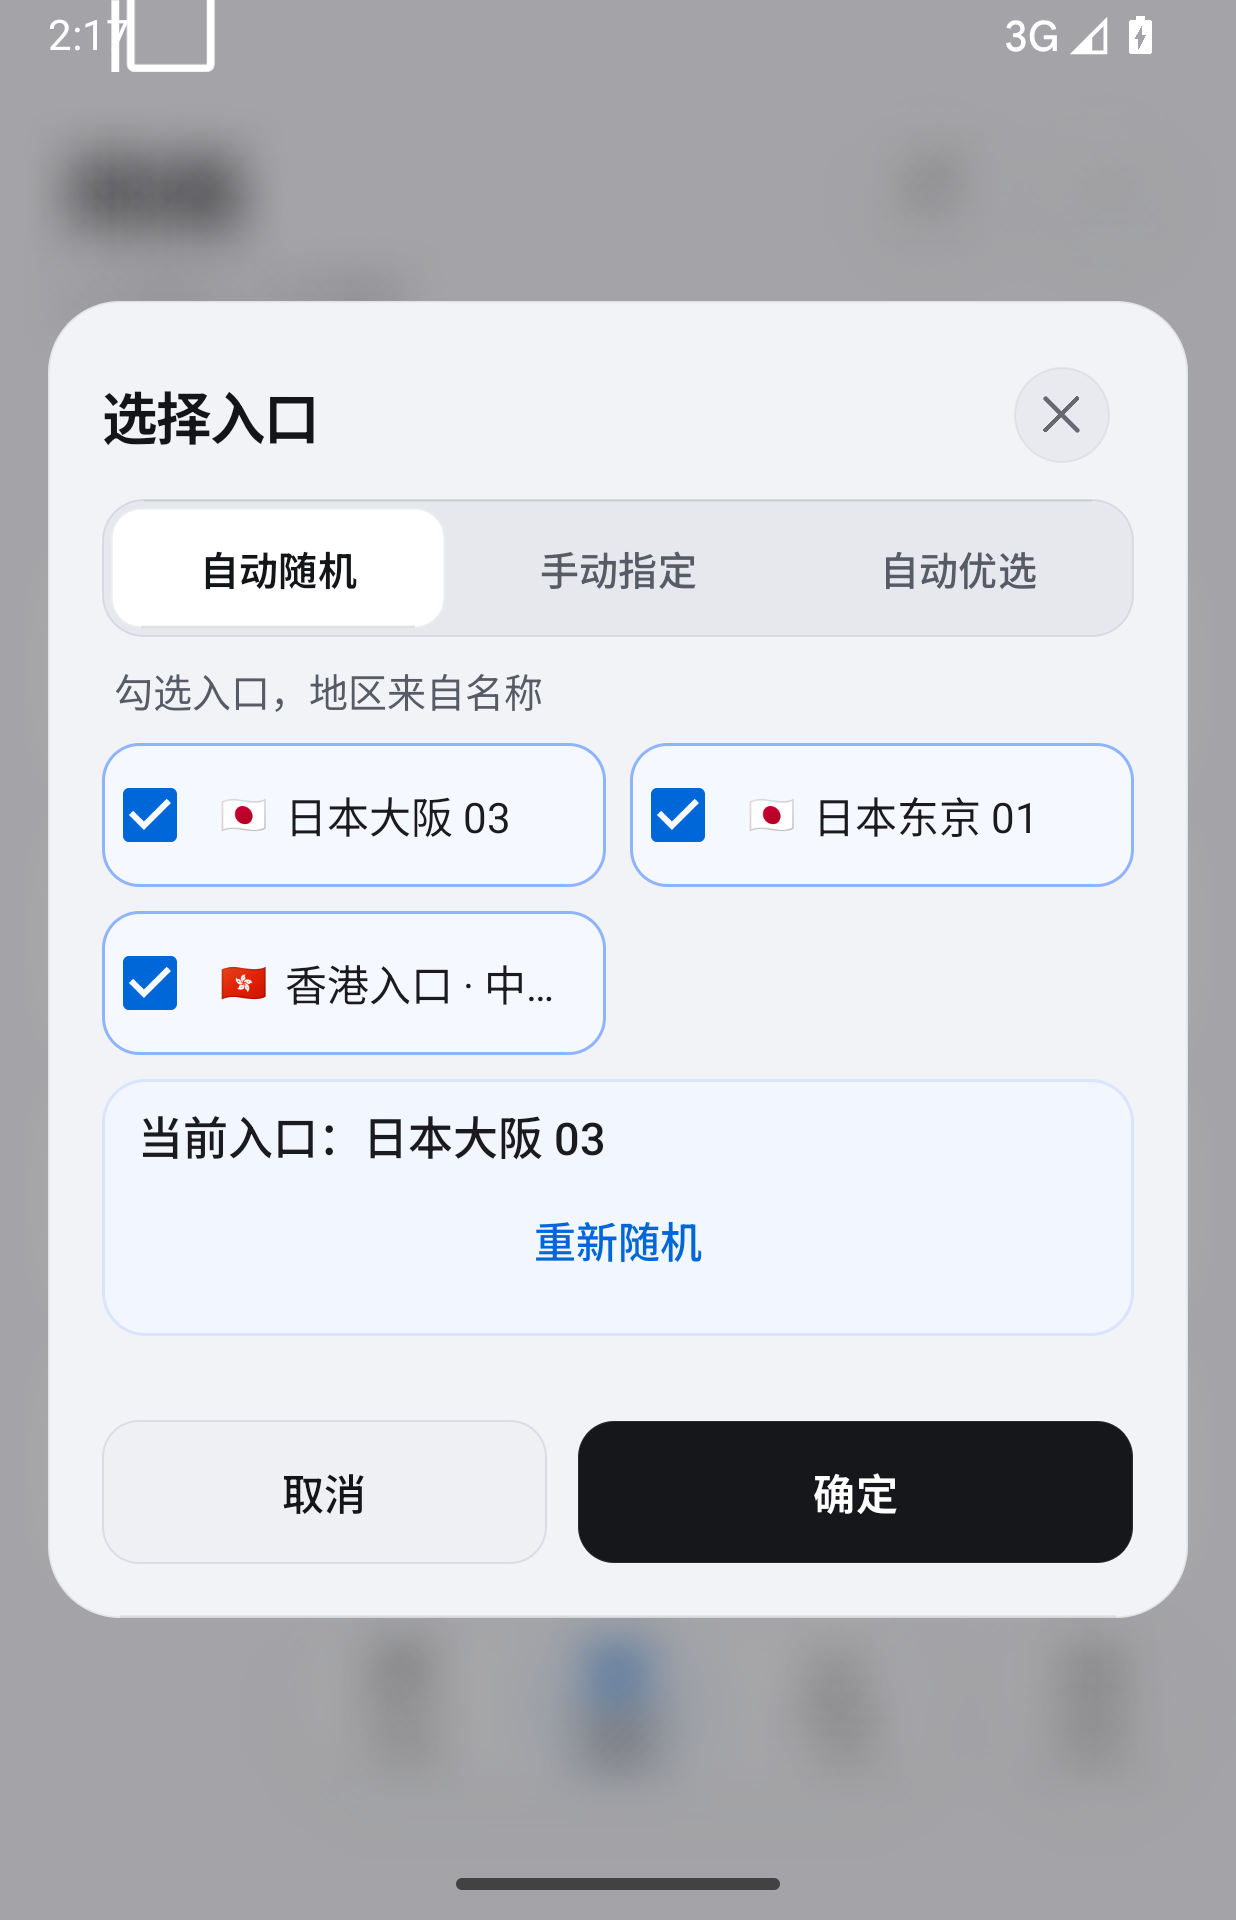 2:17
3G
选择入口
自动随机 手动指定 自动优选
勾选入口，地区来自名称
日本大阪 03
日本东京 01
香港入口 · 中...
当前入口：日本大阪 03
重新随机
取消 确定